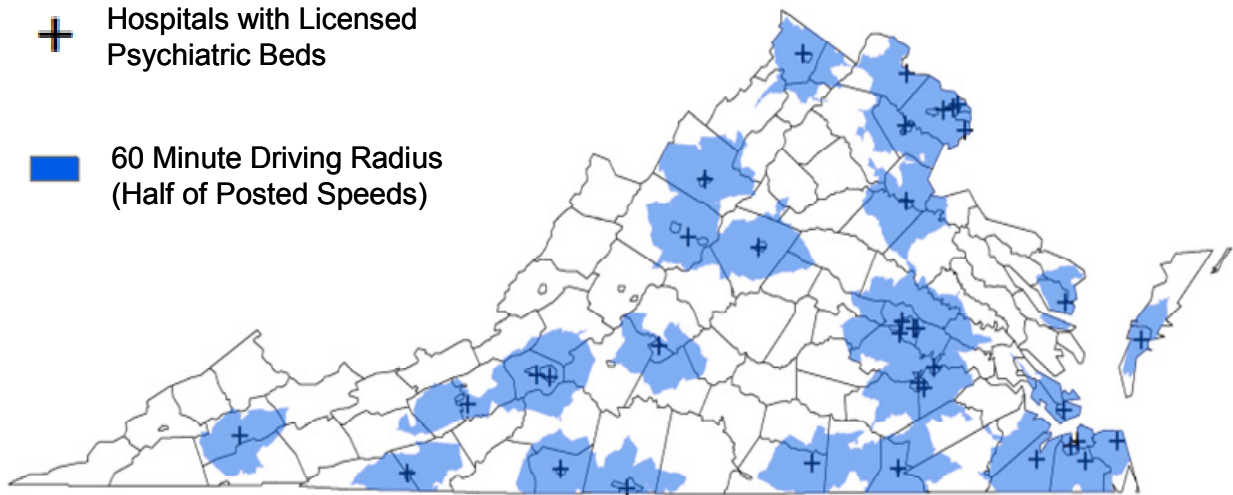 Hospitals with Licensed
Psychiatric Beds
60 Minute Driving Radius
(Half of Posted Speeds)